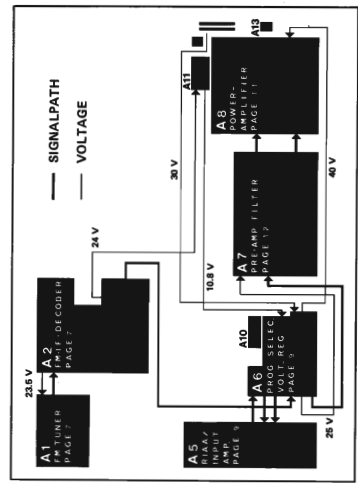 SIGNALPATH
VOLTAGE
A1
FM TUNER
PAGE 7
23.5 V
A2
FM-IF-DECODER
PAGE 7
24 V
30 V
10.8 V
A11
A13
A8
POWER-
AMPLIFIER
PAGE 11
A7
PRE-AMP FILTER
PAGE 12
40 V
A10
A6
PROG SELEC.
VOLT. REG
PAGE 9
25 V
A5
RIAA/
INPUT
AMP.
PAGE 9